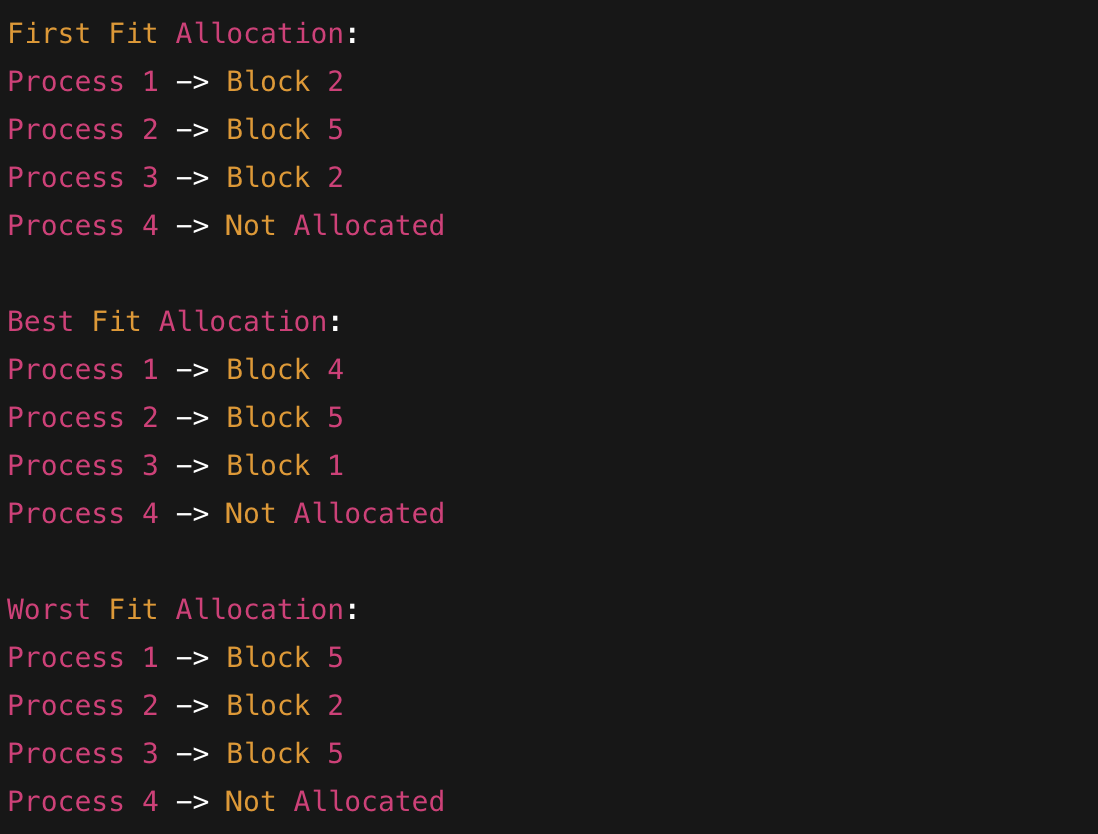 First Fit Allocation:
Process 1 -> Block 2
Process 2 -> Block 5
Process 3 -> Block 2
Process 4 -> Not Allocated
Best Fit Allocation:
Process 1 -> Block 4
Process 2 -> Block 5
Process 3 -> Block 1
Process 4 -> Not Allocated
Worst Fit Allocation:
Process 1 -> Block 5
Process 2 -> Block 2
Process 3 -> Block 5
Process 4 -> Not Allocated